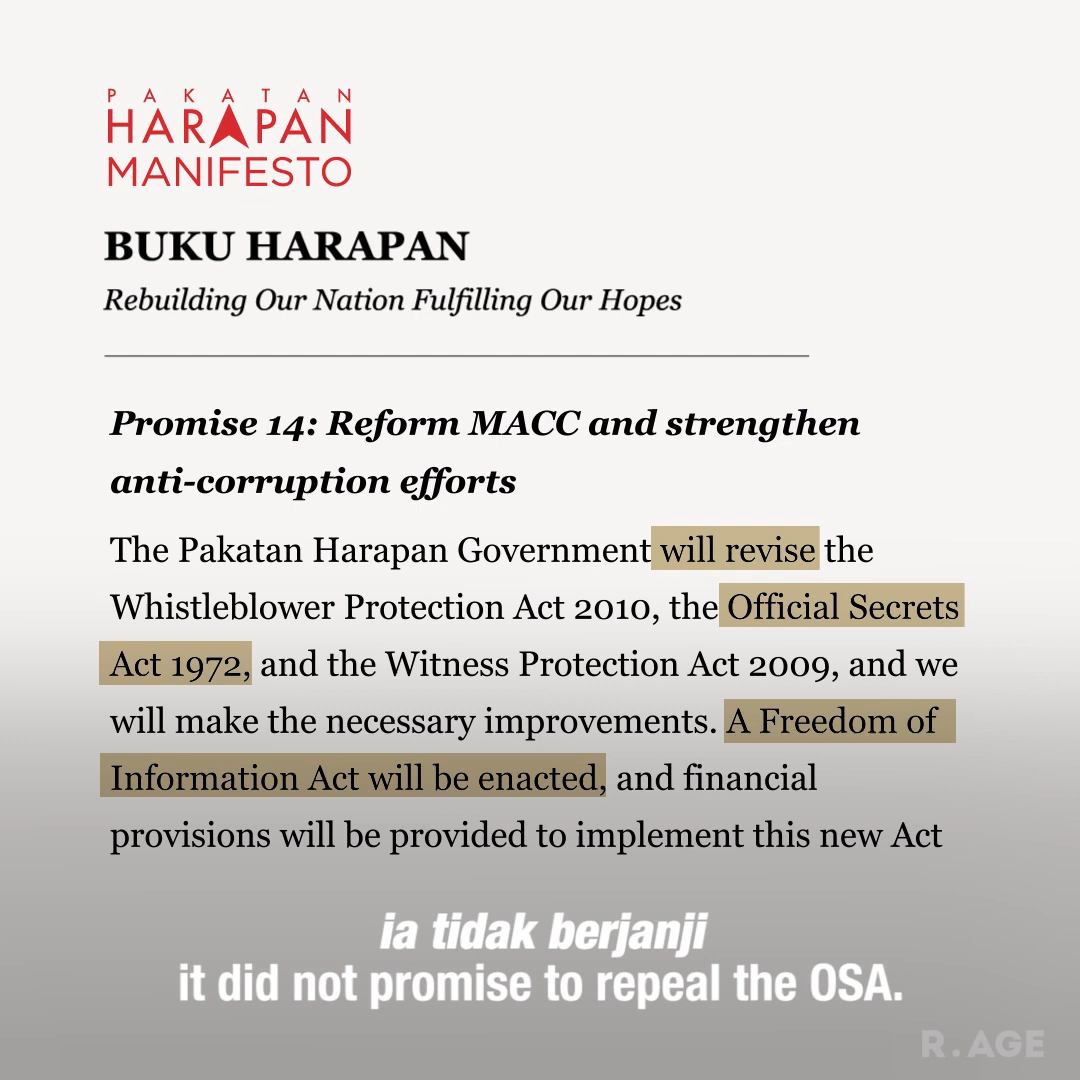 PAKATAN
HARAPAN
MANIFESTO
BUKU HARAPAN
Rebuilding Our Nation Fulfilling Our Hopes
Promise 14: Reform MACC and strengthen
anti-corruption efforts
The Pakatan Harapan Government will revise the
Whistleblower Protection Act 2010, the Official Secrets
Act 1972, and the Witness Protection Act 2009, and we
will make the necessary improvements. A Freedom of
Information Act will be enacted, and financial
provisions will be provided to implement this new Act
ia tidak berjanji
it did not promise to repeal the OSA.
R.AGE